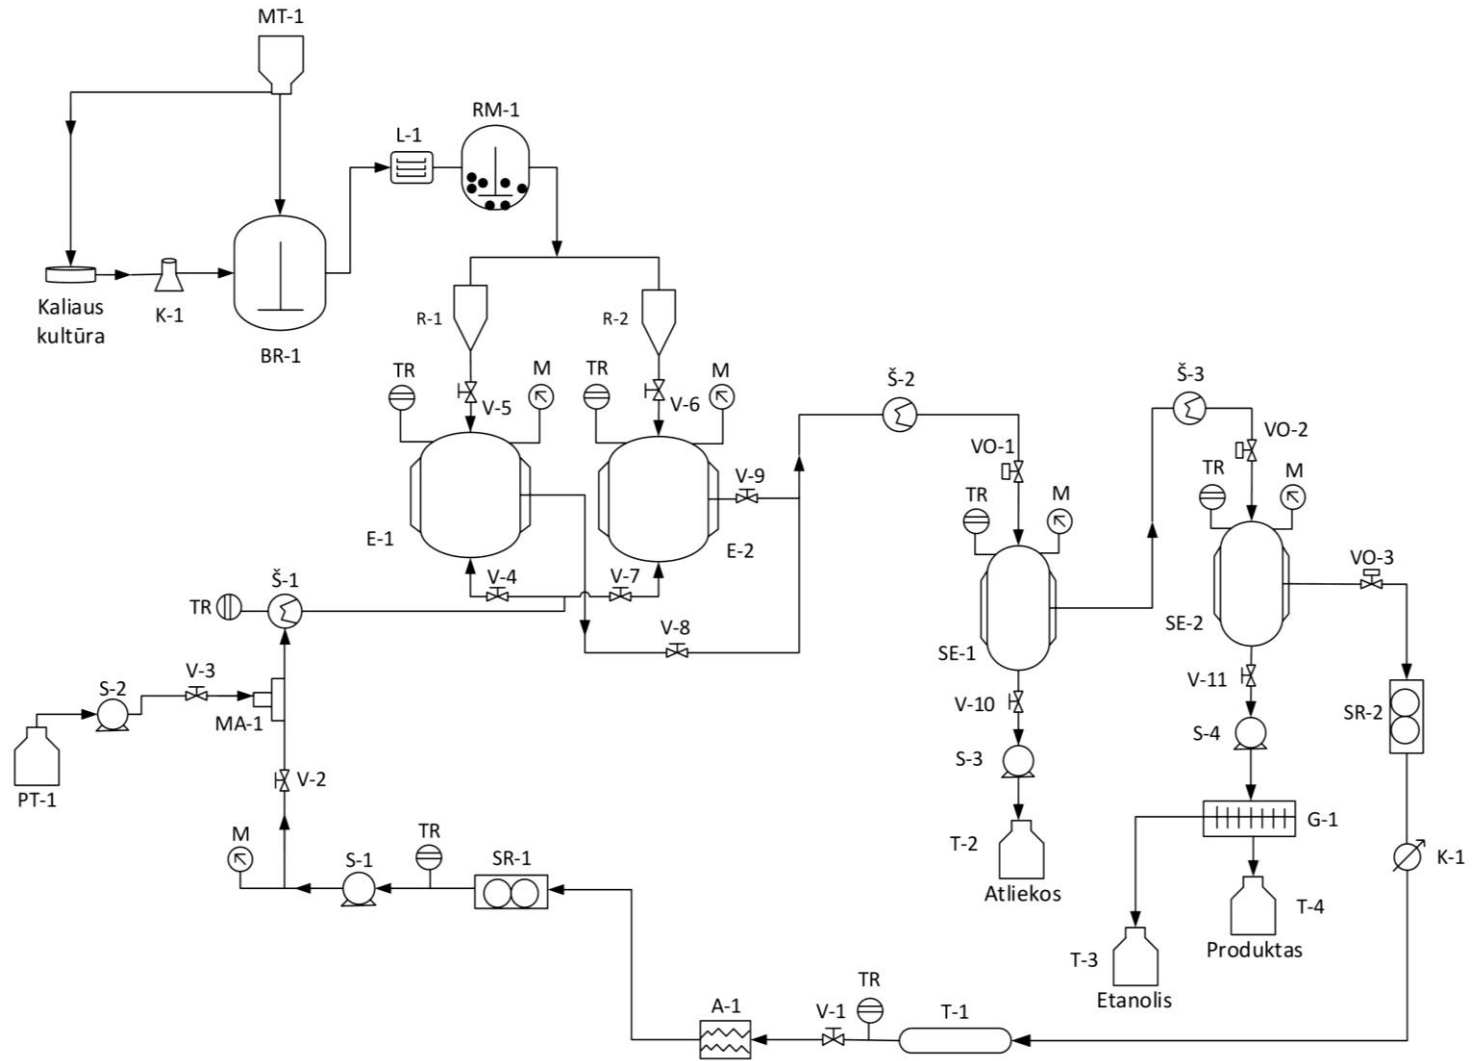 MT-1
RM-1
L-1
Kaliaus
kultūra
K-1
BR-1
R-1
R-2
TR
M
TR
M
V-5
V-6
Š-2
Š-3
VO-1
VO-2
V-9
TR
M
TR
M
E-1
E-2
V-4
V-7
VO-3
Š-1
TR
V-8
SE-1
SE-2
V-3
S-2
MA-1
V-10
V-11
SR-2
S-3
S-4
PT-1
V-2
G-1
M
S-1
TR
SR-1
T-2
K-1
Atliekos
T-4
Produktas
T-3
Etanolis
A-1
V-1
TR
T-1